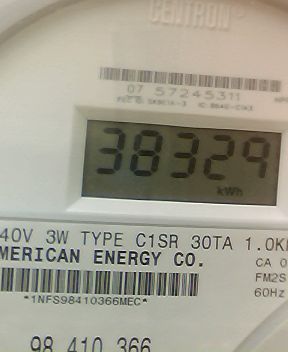 CENTRON®
07 57245311
38329
kWh
40V 3W TYPE C1SR 30TA 1.0K
MERICAN ENERGY CO.
CA 0
FM2S
60Hz
*1NFS98410366MEC*
98 410 366